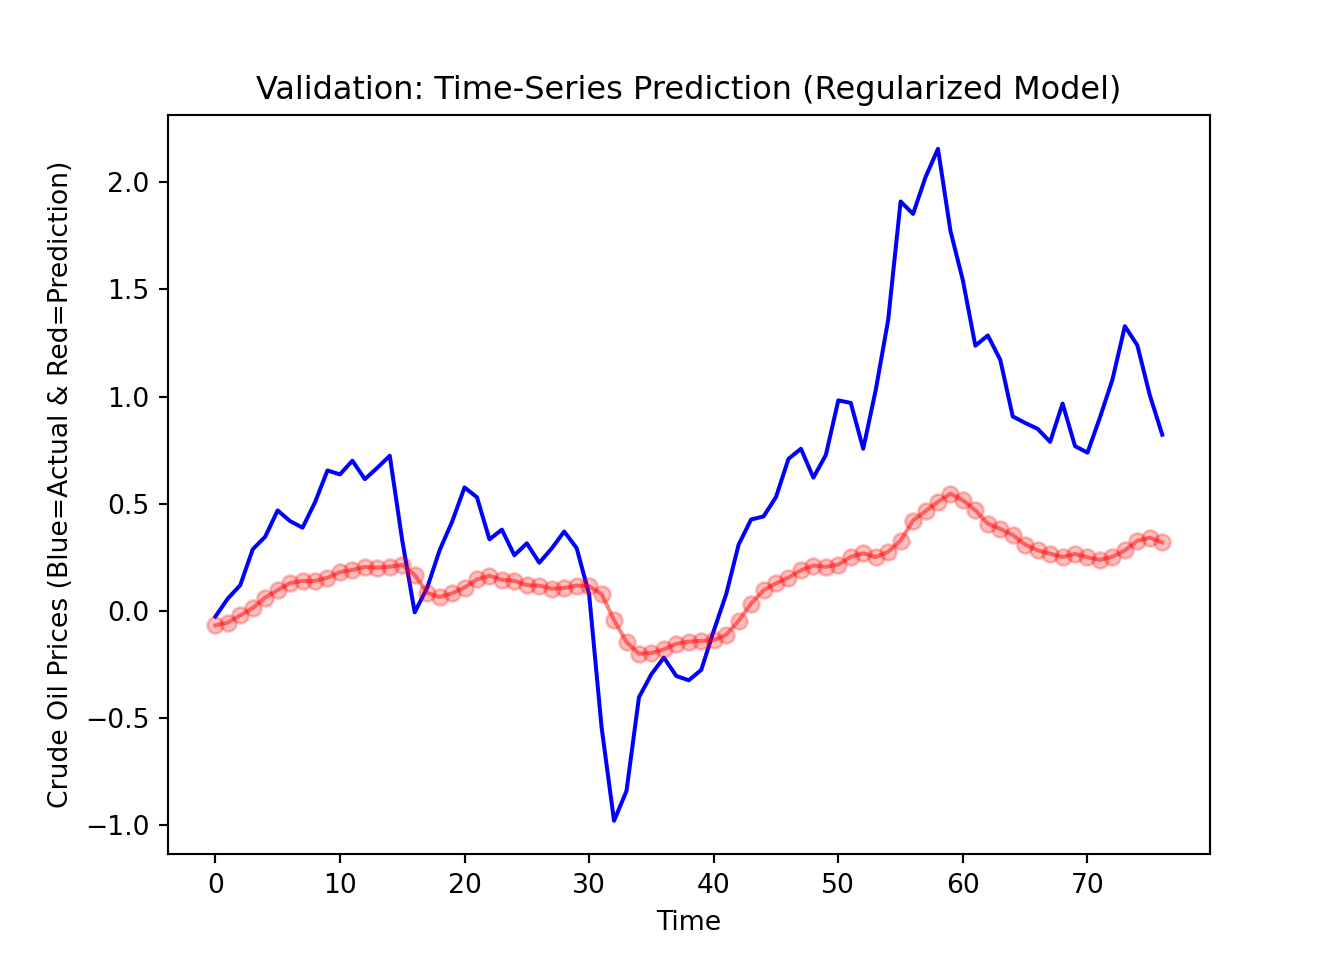 Validation: Time-Series Prediction (Regularized Model)
Crude Oil Prices (Blue=Actual & Red=Prediction)
2.0
1.5
1.0
0.5
0.0
−0.5
−1.0
0 10 20 30 40 50 60 70
Time